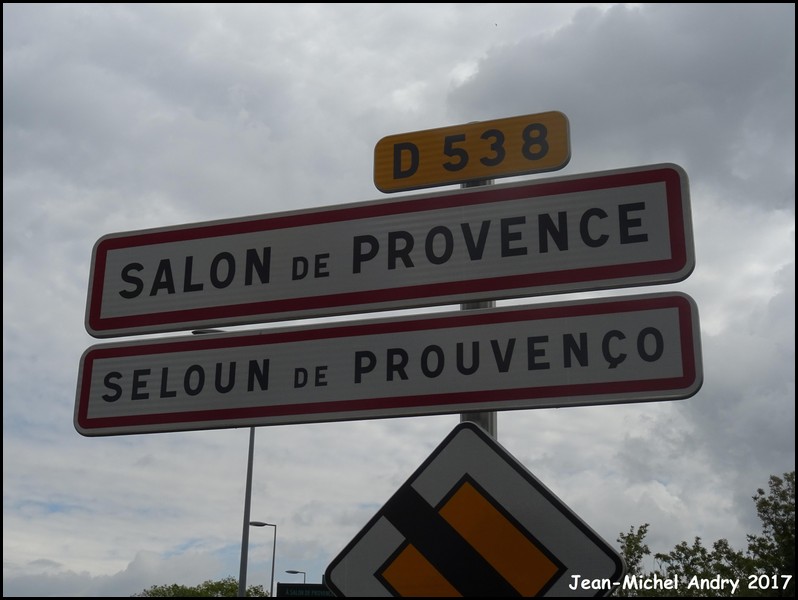 D 538
SALON DE PROVENCE
SELOUN DE PROUVENÇO
Jean-Michel Andry 2017